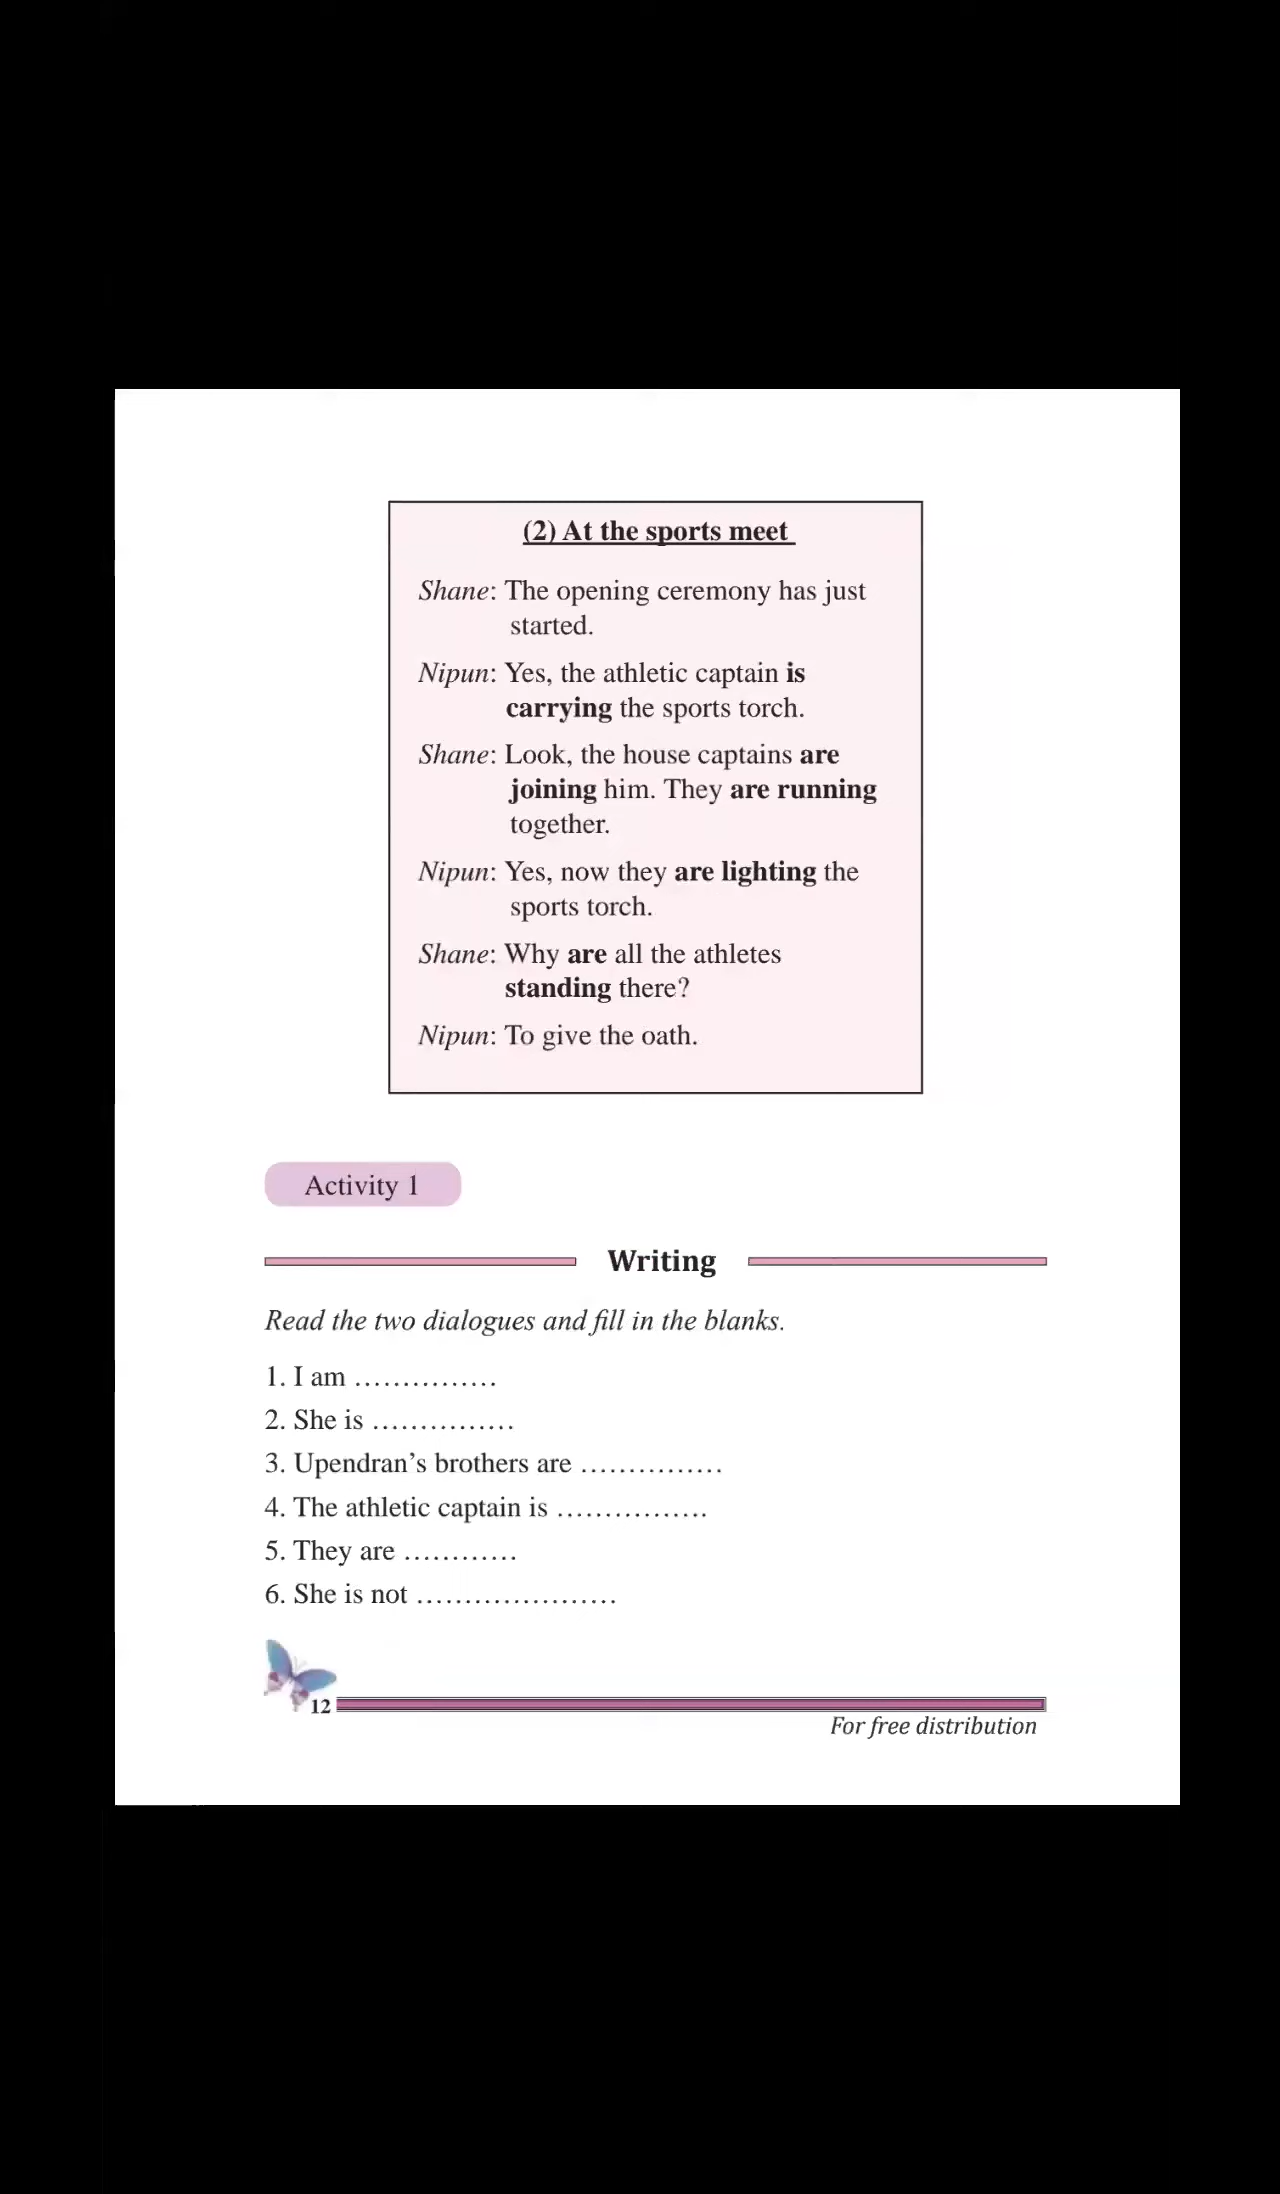 (2) At the sports meet
Shane: The opening ceremony has just
started.
Nipun: Yes, the athletic captain is
carrying the sports torch.
Shane: Look, the house captains are
joining him. They are running
together.
Nipun: Yes, now they are lighting the
sports torch.
Shane: Why are all the athletes
standing there?
Nipun: To give the oath.
Activity 1
Writing
Read the two dialogues and fill in the blanks.
1. I am ……………
2. She is ……………
3. Upendran’s brothers are ……………
4. The athletic captain is …………….
5. They are …………
6. She is not …………………
12
For free distribution